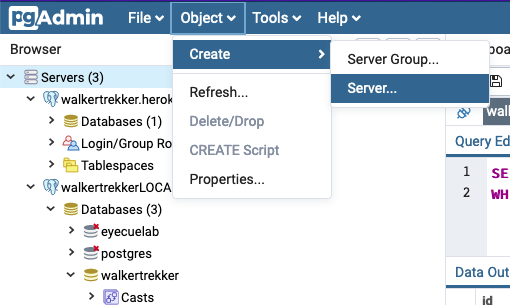 pgAdmin File Object Tools Help
Browser
Create
Server Group...
Server...
Servers (3)
walkertrekker.herok
Refresh...
Databases (1)
Delete/Drop
Login/Group Ro
CREATE Script
Tablespaces
Properties...
walkertrekkerLOCA
Databases (3)
eyecuelab
postgres
walkertrekker
Casts
boa
walk
Query Ed
1 SE
2 WH
Data Out
id